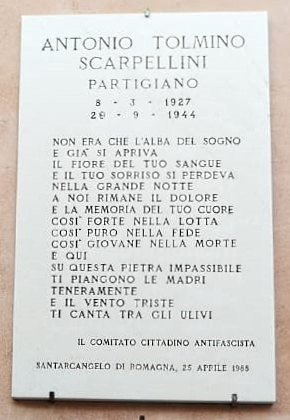 ANTONIO TOLMINO
SCARPELLINI
PARTIGIANO
8 - 3 - 1927
29 - 9 - 1944
NON ERA CHE L'ALBA DEL SOGNO
E GIA' SI APRIVA
IL FIORE DEL TUO SANGUE
E IL TUO SORRISO SI PERDEVA
NELLA GRANDE NOTTE
A NOI RIMANE IL DOLORE
E LA MEMORIA DEL TUO CUORE
COSI' FORTE NELLA LOTTA
COSI' PURO NELLA FEDE
COSI' GIOVANE NELLA MORTE
E QUI
SU QUESTA PIETRA IMPASSIBILE
TI PIANGONO LE MADRI
TENERAMENTE
E IL VENTO TRISTE
TI CANTA TRA GLI ULIVI
IL COMITATO CITTADINO ANTIFASCISTA
SANTARCANGELO DI ROMAGNA, 25 APRILE 1985